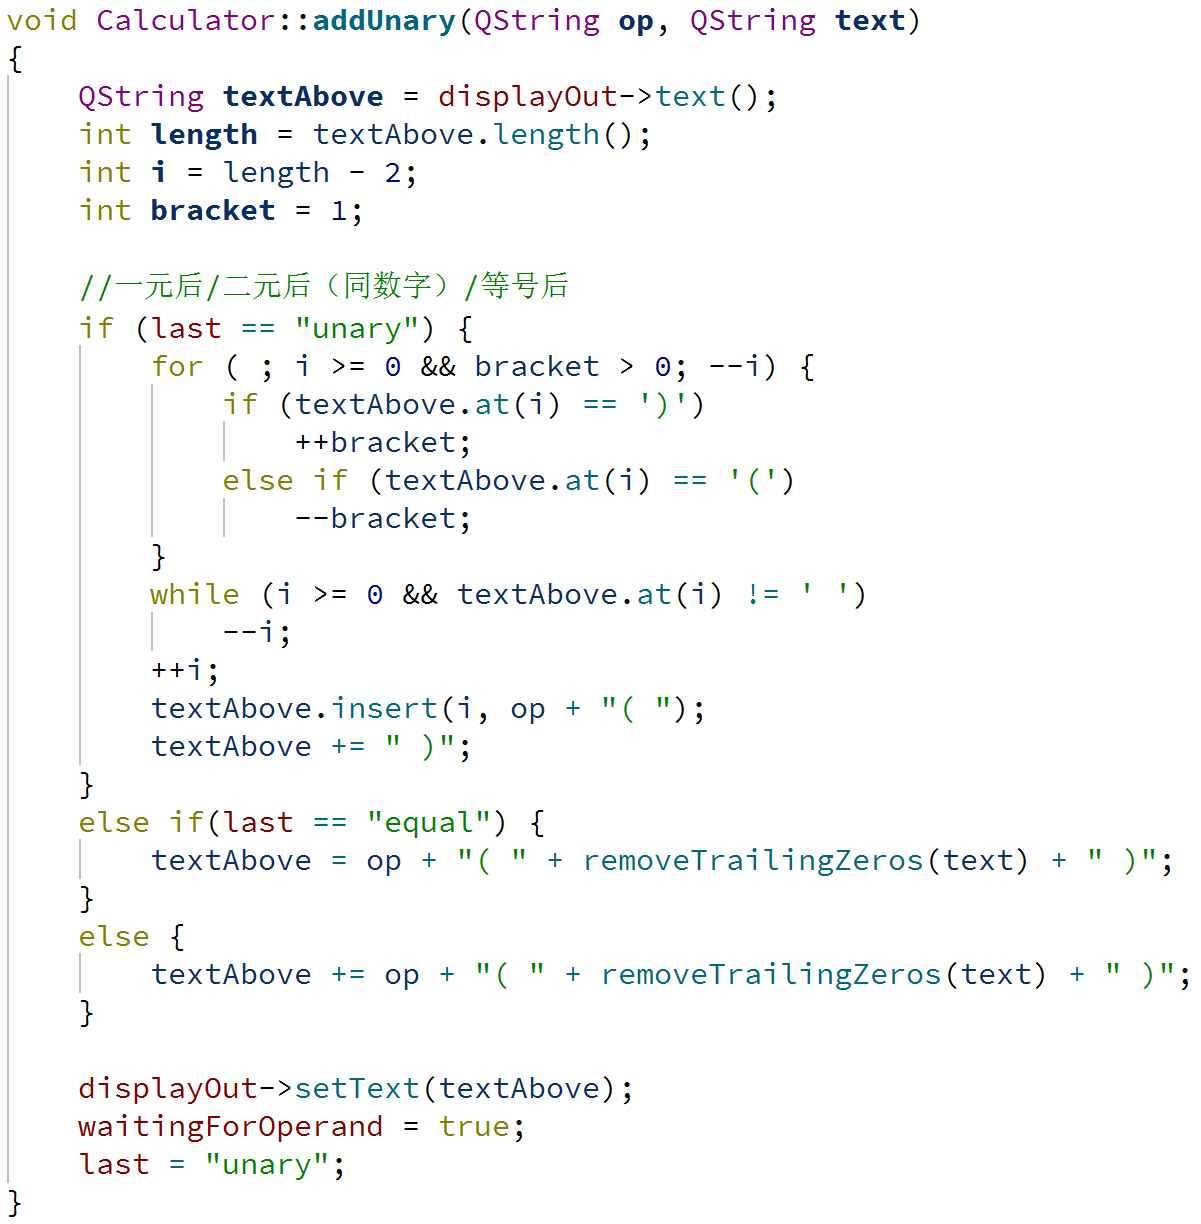 void Calculator::addUnary(QString op, QString text)
{
    QString textAbove = displayOut->text();
    int length = textAbove.length();
    int i = length - 2;
    int bracket = 1;

    //一元后/二元后（同数字）/等号后
    if (last == "unary") {
        for ( ; i >= 0 && bracket > 0; --i) {
            if (textAbove.at(i) == ')')
                ++bracket;
            else if (textAbove.at(i) == '(')
                --bracket;
        }
        while (i >= 0 && textAbove.at(i) != ' ')
            --i;
        ++i;
        textAbove.insert(i, op + "( ");
        textAbove += " )";
    }
    else if(last == "equal") {
        textAbove = op + "( " + removeTrailingZeros(text) + " )";
    }
    else {
        textAbove += op + "( " + removeTrailingZeros(text) + " )";
    }

    displayOut->setText(textAbove);
    waitingForOperand = true;
    last = "unary";
}